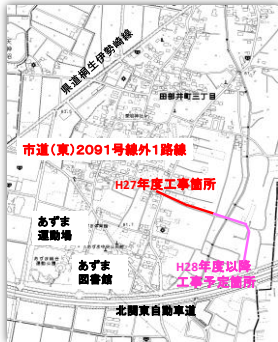 県道桐生伊勢崎線
田部井町三丁目
市道(東)2091号線外1路線
H27年度工事箇所
あずま
運動場
あずま
図書館
H28年度以降
工事予定箇所
北関東自動車道